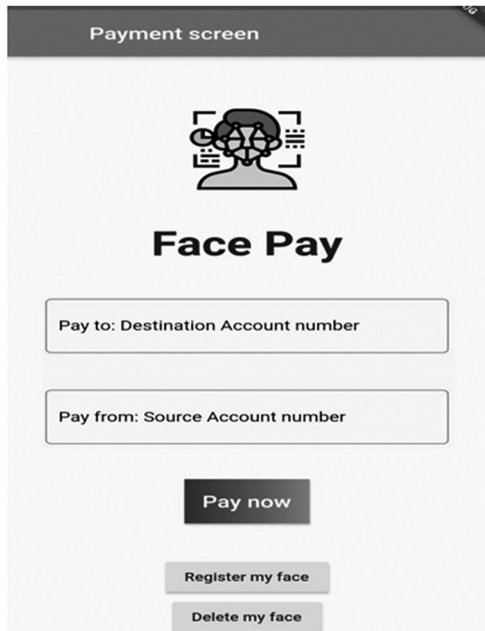 Payment screen
Face Pay
Pay to: Destination Account number
Pay from: Source Account number
Pay now
Register my face
Delete my face